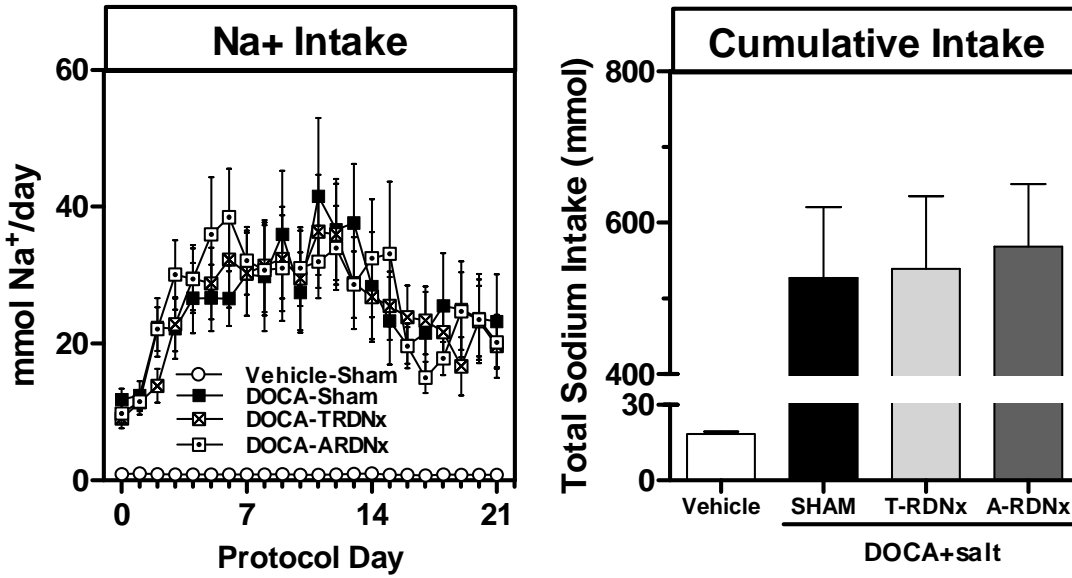 Na+ Intake
60
40
20
0
mmol Na⁺/day
Vehicle-Sham
DOCA-Sham
DOCA-TRDNx
DOCA-ARDNx
0 7 14 21
Protocol Day
Cumulative Intake
800
600
400
30
0
Total Sodium Intake (mmol)
Vehicle SHAM T-RDNx A-RDNx
DOCA+salt